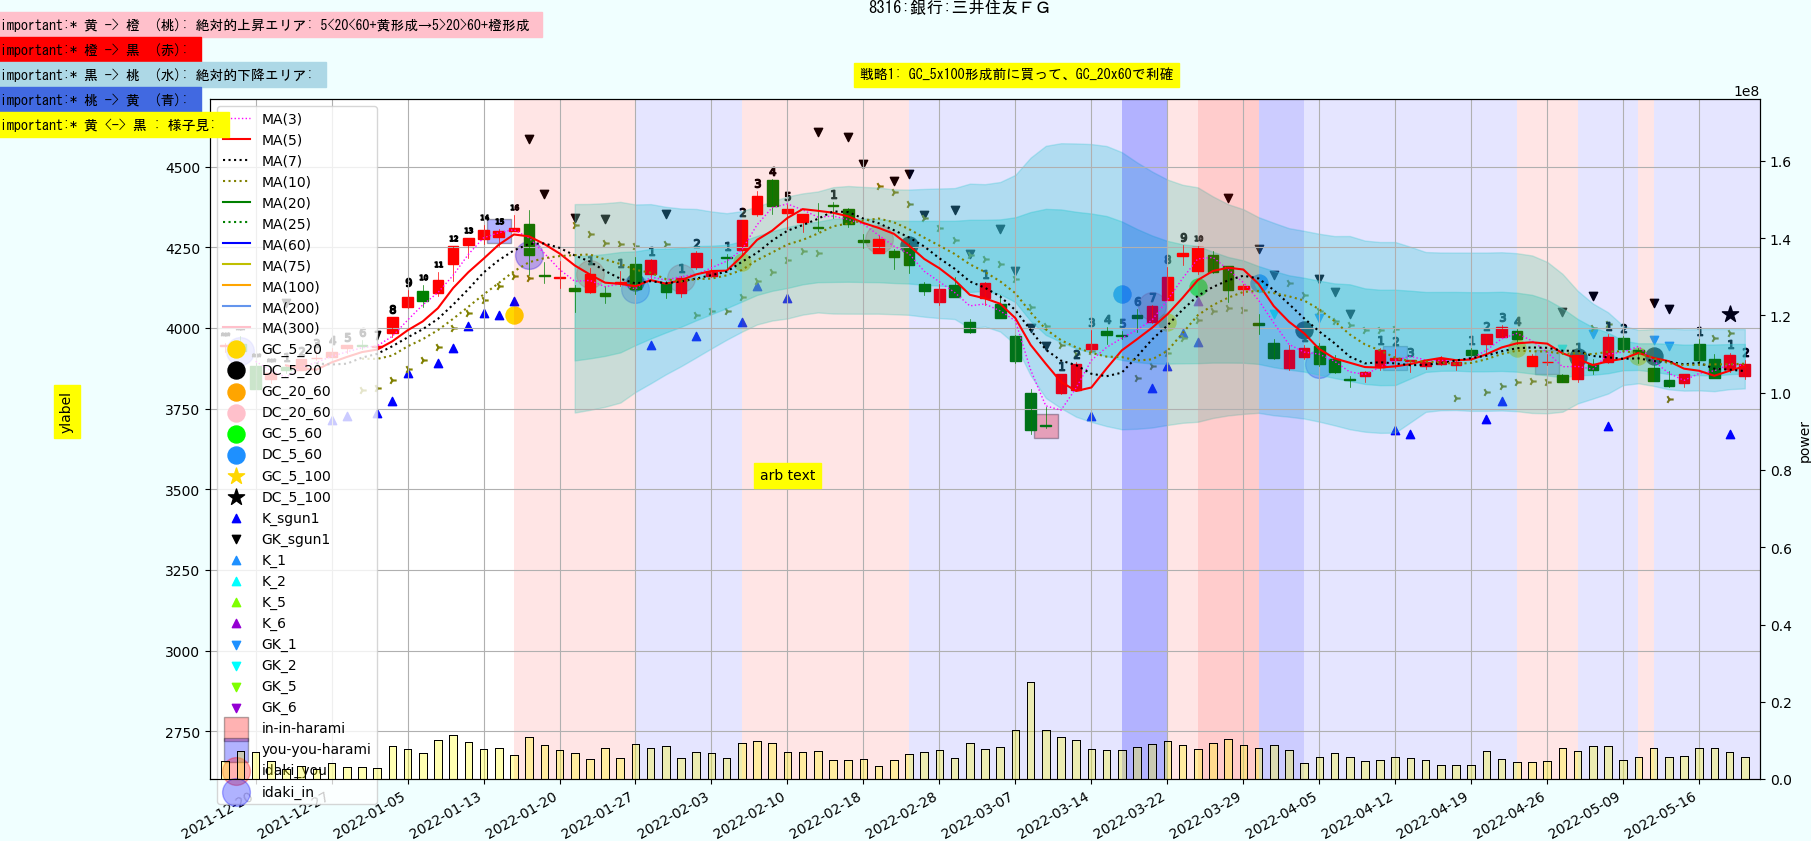 8316:銀行:三井住友ＦＧ
important:* 黄 -> 橙 （桃）: 絶対的上昇エリア: 5<20<60+黄形成→5>20>60+橙形成
important:* 橙 -> 黒 （赤）:
important:* 黒 -> 桃 （水）: 絶対的下降エリア:
戦略1: GC_5x100形成前に買って、GC_20x60で利確
important:* 桃 -> 黄 （青）:
important:* 黄 <-> 黒 : 様子見:
1e8
MA(3)
MA(5)
MA(7)
MA(10)
MA(20)
MA(25)
MA(60)
MA(75)
MA(100)
MA(200)
MA(300)
GC_5_20
DC_5_20
GC_20_60
DC_20_60
GC_5_60
DC_5_60
GC_5_100
DC_5_100
K_sgun1
GK_sgun1
K_1
K_2
K_5
K_6
GK_1
GK_2
GK_5
GK_6
in-in-harami
you-you-harami
idaki_you
idaki_in
4500
4250
4000
3750
3500
3250
3000
2750
ylabel
arb text
1.6
1.4
1.2
1.0
0.8
0.6
0.4
0.2
0.0
power
2021-12-20
2021-12-27
2022-01-05
2022-01-13
2022-01-20
2022-01-27
2022-02-03
2022-02-10
2022-02-18
2022-02-28
2022-03-07
2022-03-14
2022-03-22
2022-03-29
2022-04-05
2022-04-12
2022-04-19
2022-04-26
2022-05-09
2022-05-16